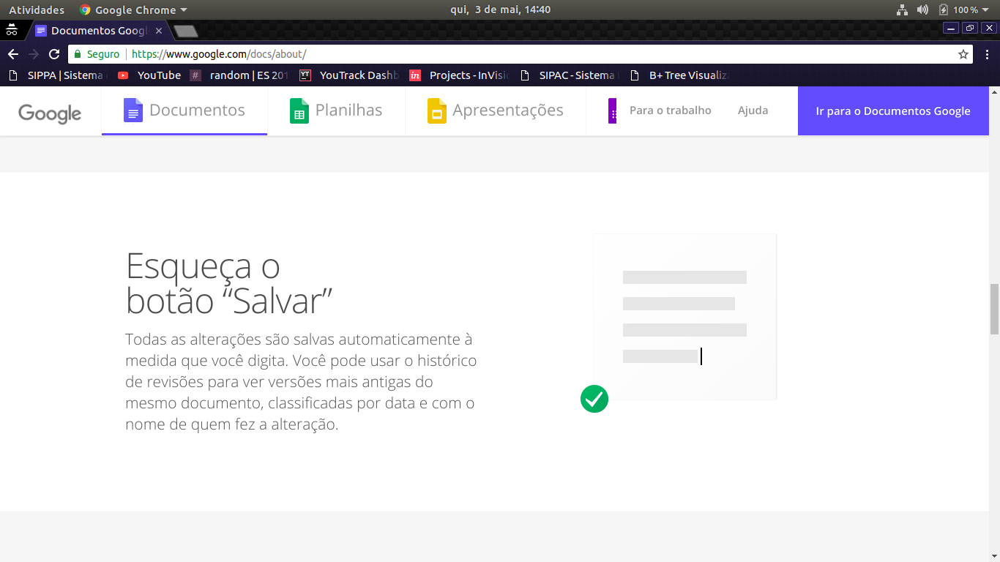 Atividades Google Chrome qui, 3 de mai, 14:40 100 %
Documentos Googl
Seguro https://www.google.com/docs/about/
SIPPA | Sistema YouTube # random | ES 201 YT YouTrack Dashb in Projects - InVisio SIPAC - Sistema B+ Tree Visualiz
Google Documentos Planilhas Apresentações Para o trabalho Ajuda Ir para o Documentos Google
Esqueça o
botão “Salvar”
Todas as alterações são salvas automaticamente à
medida que você digita. Você pode usar o histórico
de revisões para ver versões mais antigas do
mesmo documento, classificadas por data e com o
nome de quem fez a alteração.